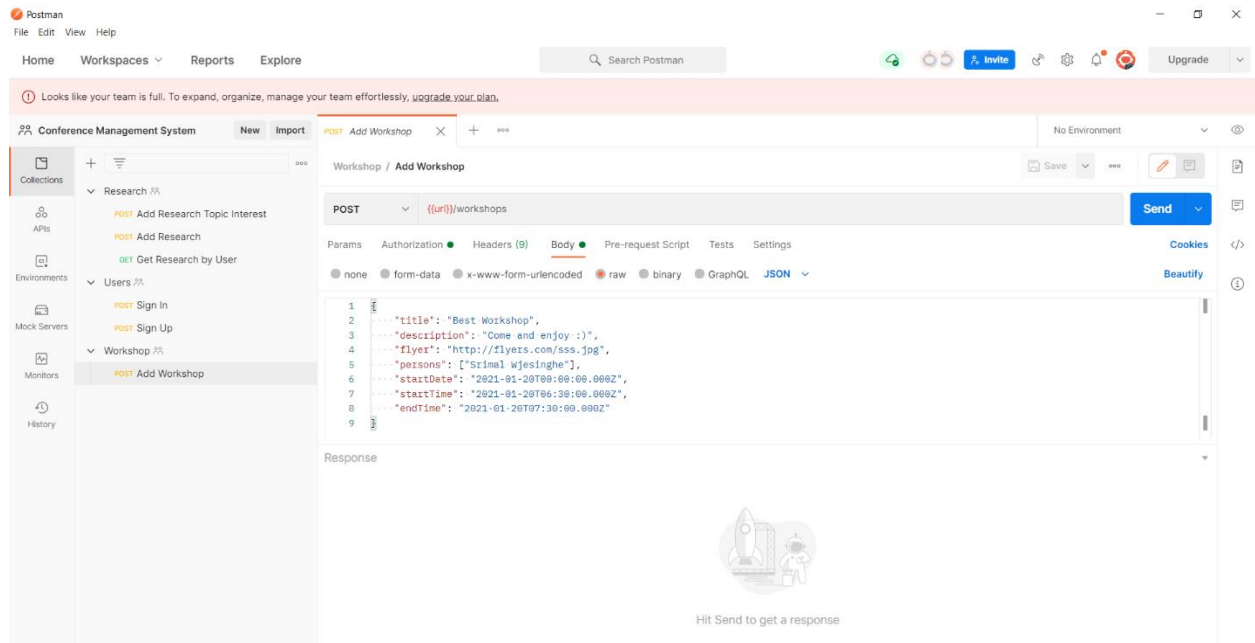 Postman
File Edit View Help
Home Workspaces Reports Explore
Search Postman
Invite
Upgrade
Looks like your team is full. To expand, organize, manage your team effortlessly, upgrade your plan.
Conference Management System New Import
POST Add Workshop
No Environment
Collections
APIs
Environments
Mock Servers
Monitors
History
Research
POST Add Research Topic Interest
POST Add Research
GET Get Research by User
Users
POST Sign In
POST Sign Up
Workshop
POST Add Workshop
Workshop / Add Workshop
Save
POST {{url}}/workshops
Send
Params Authorization Headers (9) Body Pre-request Script Tests Settings Cookies
none form-data x-www-form-urlencoded raw binary GraphQL JSON Beautify
1 {
2 "title": "Best Workshop",
3 "description": "Come and enjoy :)",
4 "flyer": "http://flyers.com/sss.jpg",
5 "persons": ["Srimal Wjesinghe"],
6 "startDate": "2021-01-20T00:00:00.000Z",
7 "startTime": "2021-01-20T06:30:00.000Z",
8 "endTime": "2021-01-20T07:30:00.000Z"
9 }
Response
Hit Send to get a response